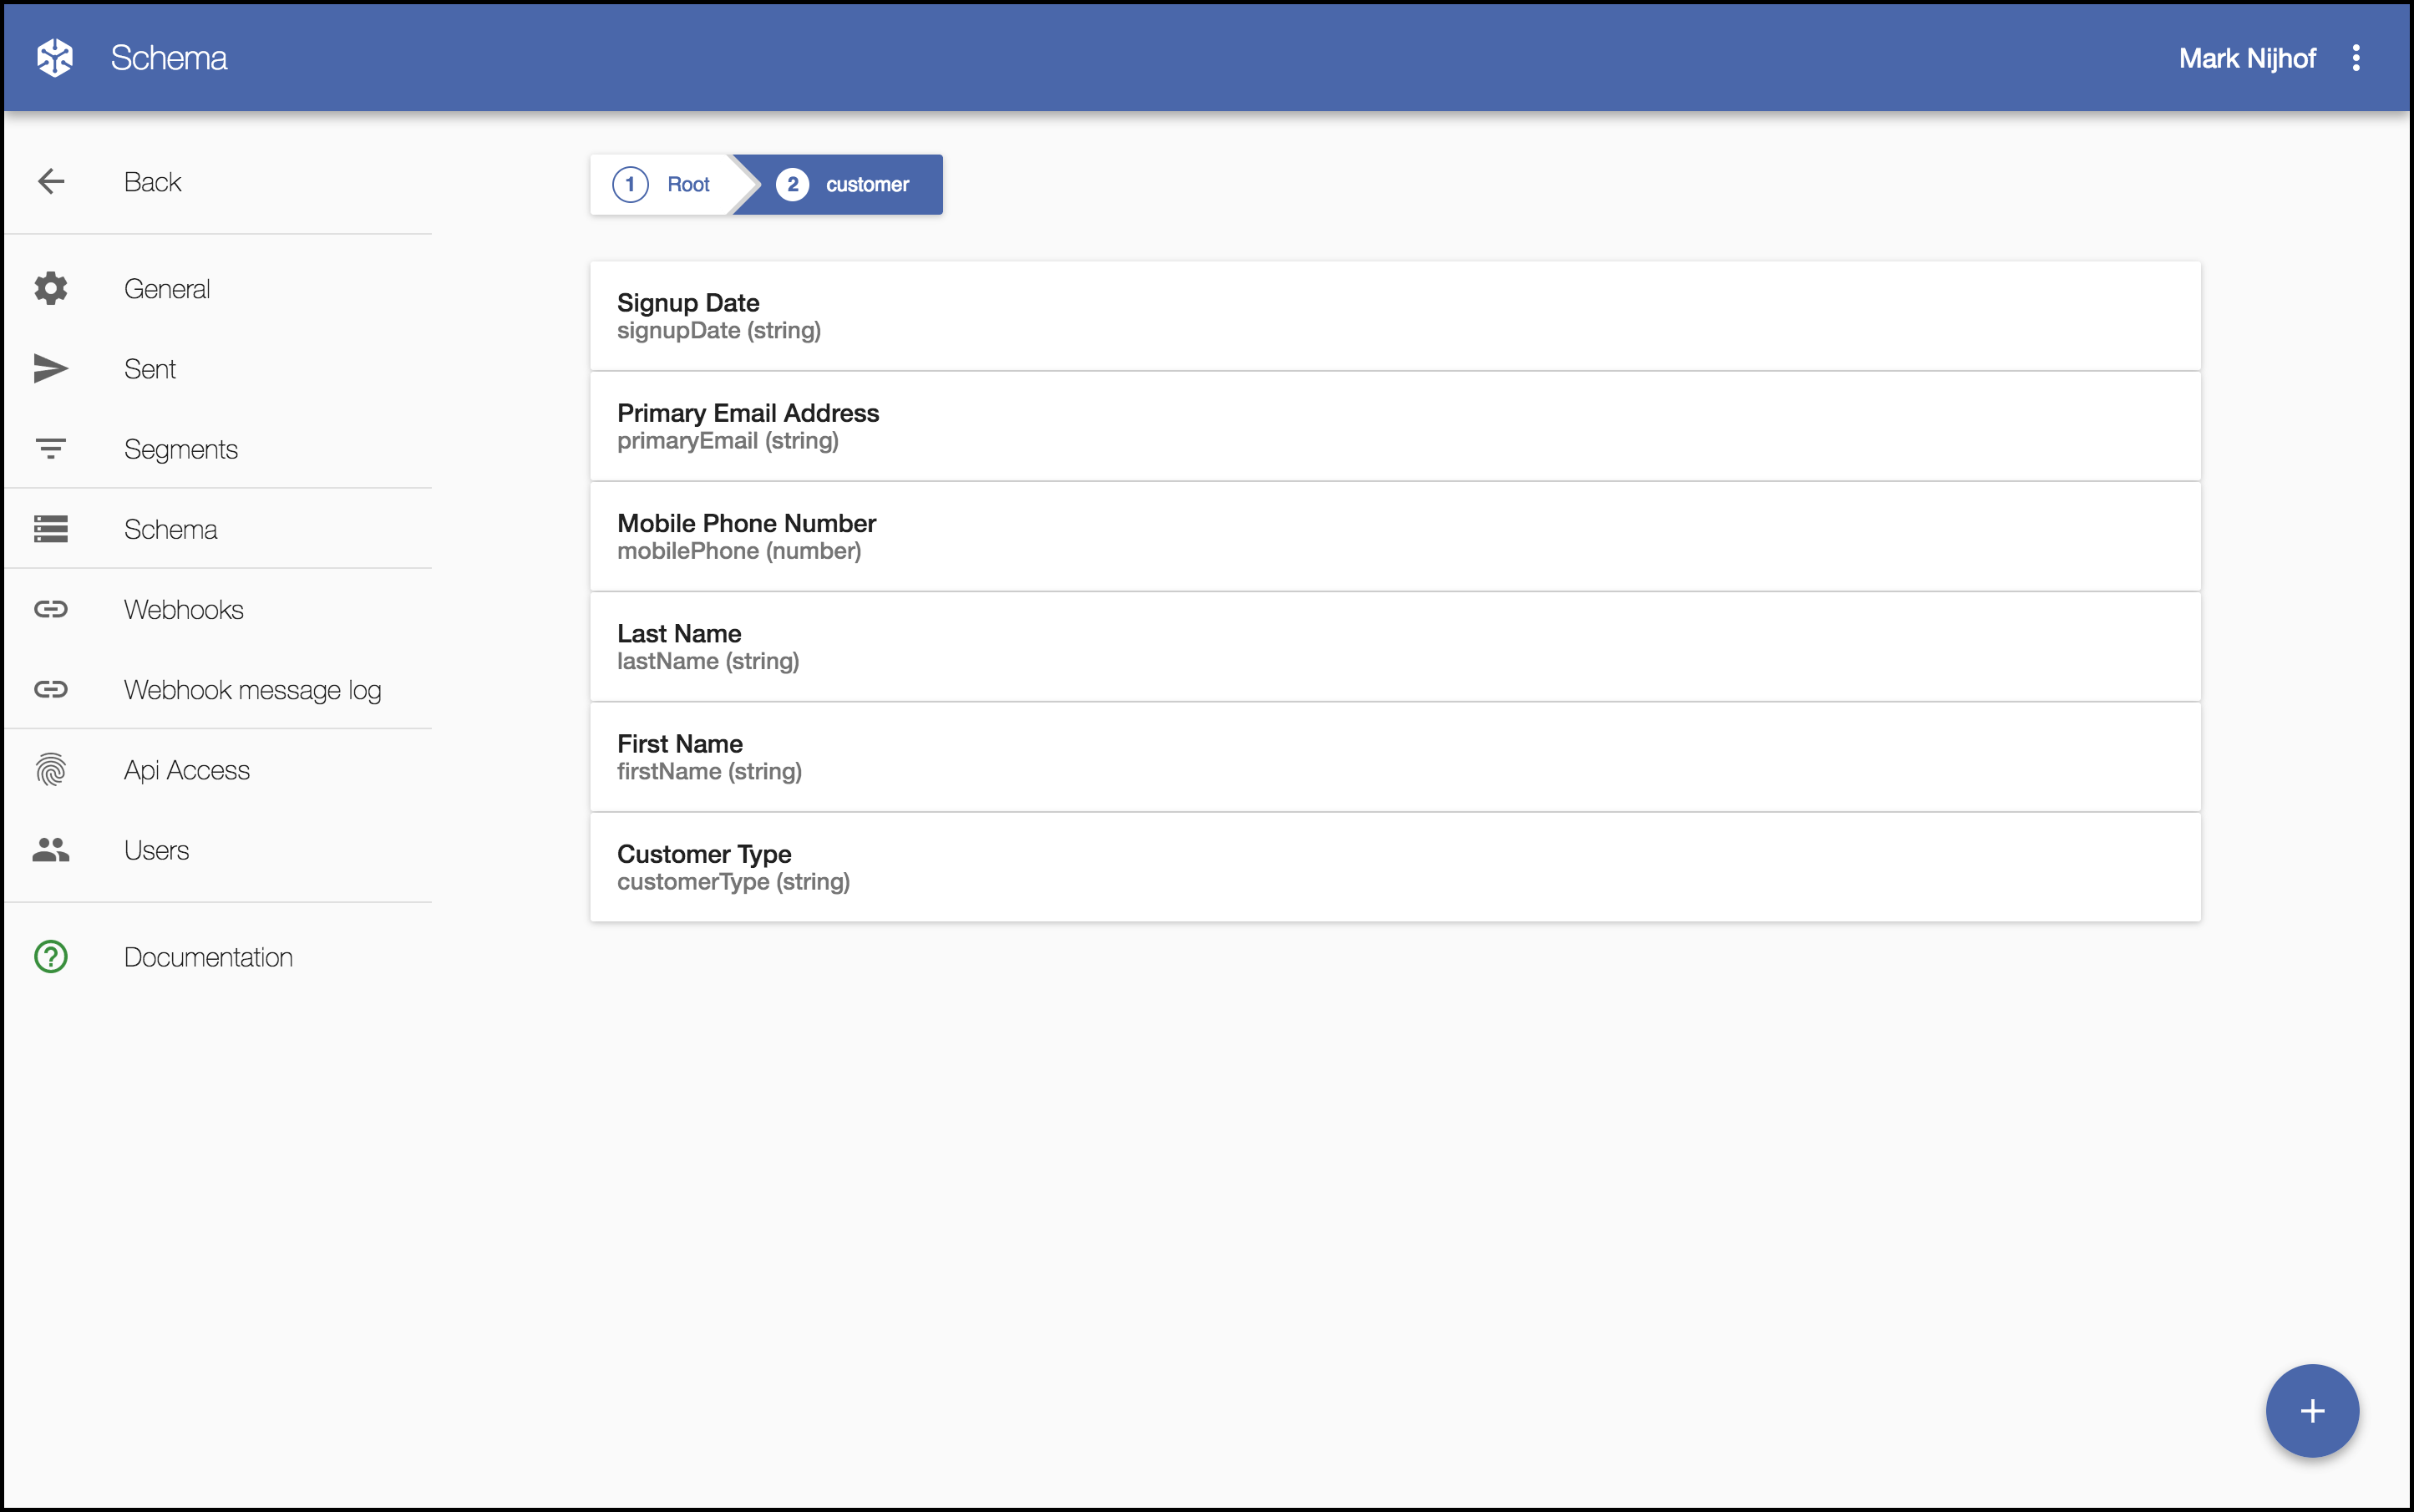 Schema
Mark Nijhof
Back
General
Sent
Segments
Schema
Webhooks
Webhook message log
Api Access
Users
Documentation
1 Root 2 customer
Signup Date
signupDate (string)
Primary Email Address
primaryEmail (string)
Mobile Phone Number
mobilePhone (number)
Last Name
lastName (string)
First Name
firstName (string)
Customer Type
customerType (string)